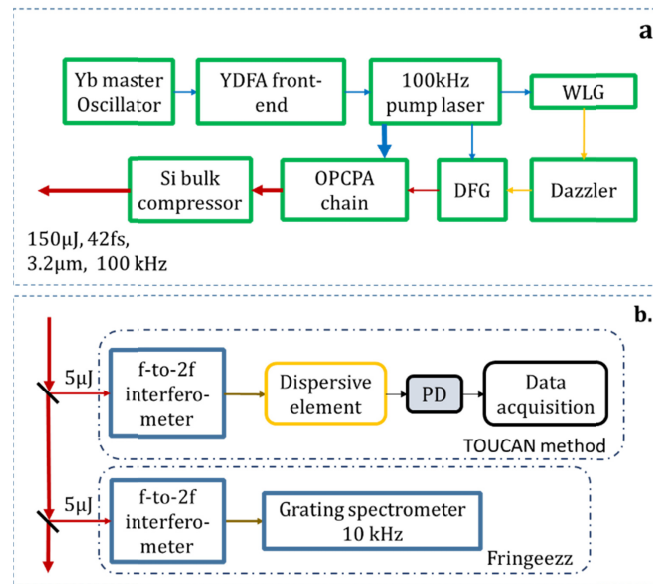 a.
Yb master
Oscillator
YDFA front-
end
100kHz
pump laser
WLG
Si bulk
compressor
OPCPA
chain
DFG
Dazzler
150µJ, 42fs,
3.2µm, 100 kHz
b.
5µJ
f-to-2f
interfero-
meter
Dispersive
element
PD
Data
acquisition
TOUCAN method
5µJ
f-to-2f
interfero-
meter
Grating spectrometer
10 kHz
Fringeezz